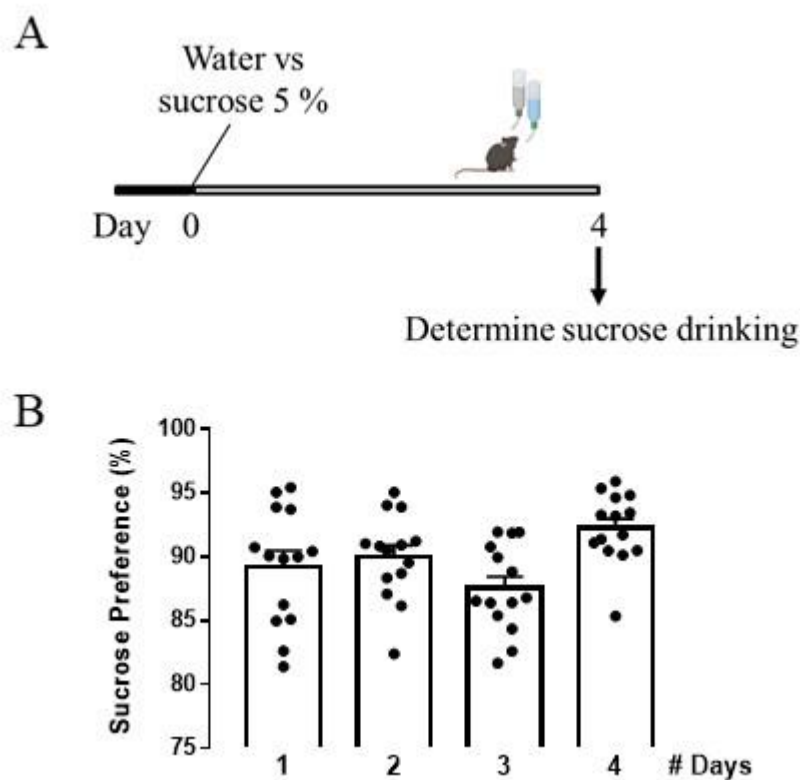 A
Water vs
sucrose 5 %
Day 0 4
Determine sucrose drinking
B
Sucrose Preference (%)
100
95
90
85
80
75
1 2 3 4 # Days